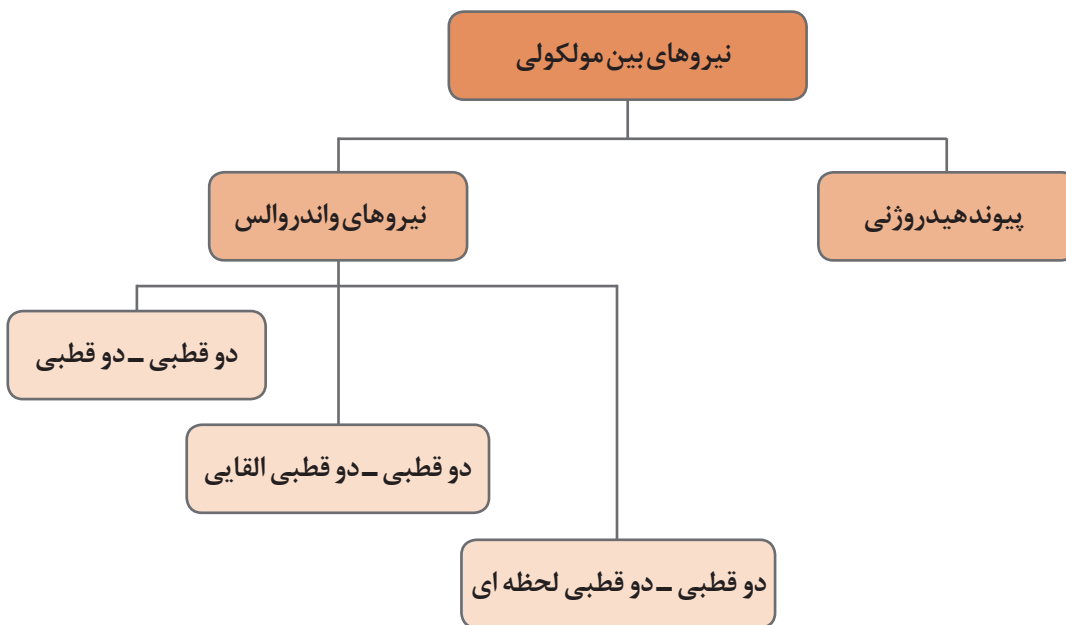 نیروهای بین مولکولی
پیوند هیدروژنی
نیروهای واندروالس
دو قطبی ـ دو قطبی
دو قطبی ـ دو قطبی القایی
دو قطبی ـ دو قطبی لحظه ای